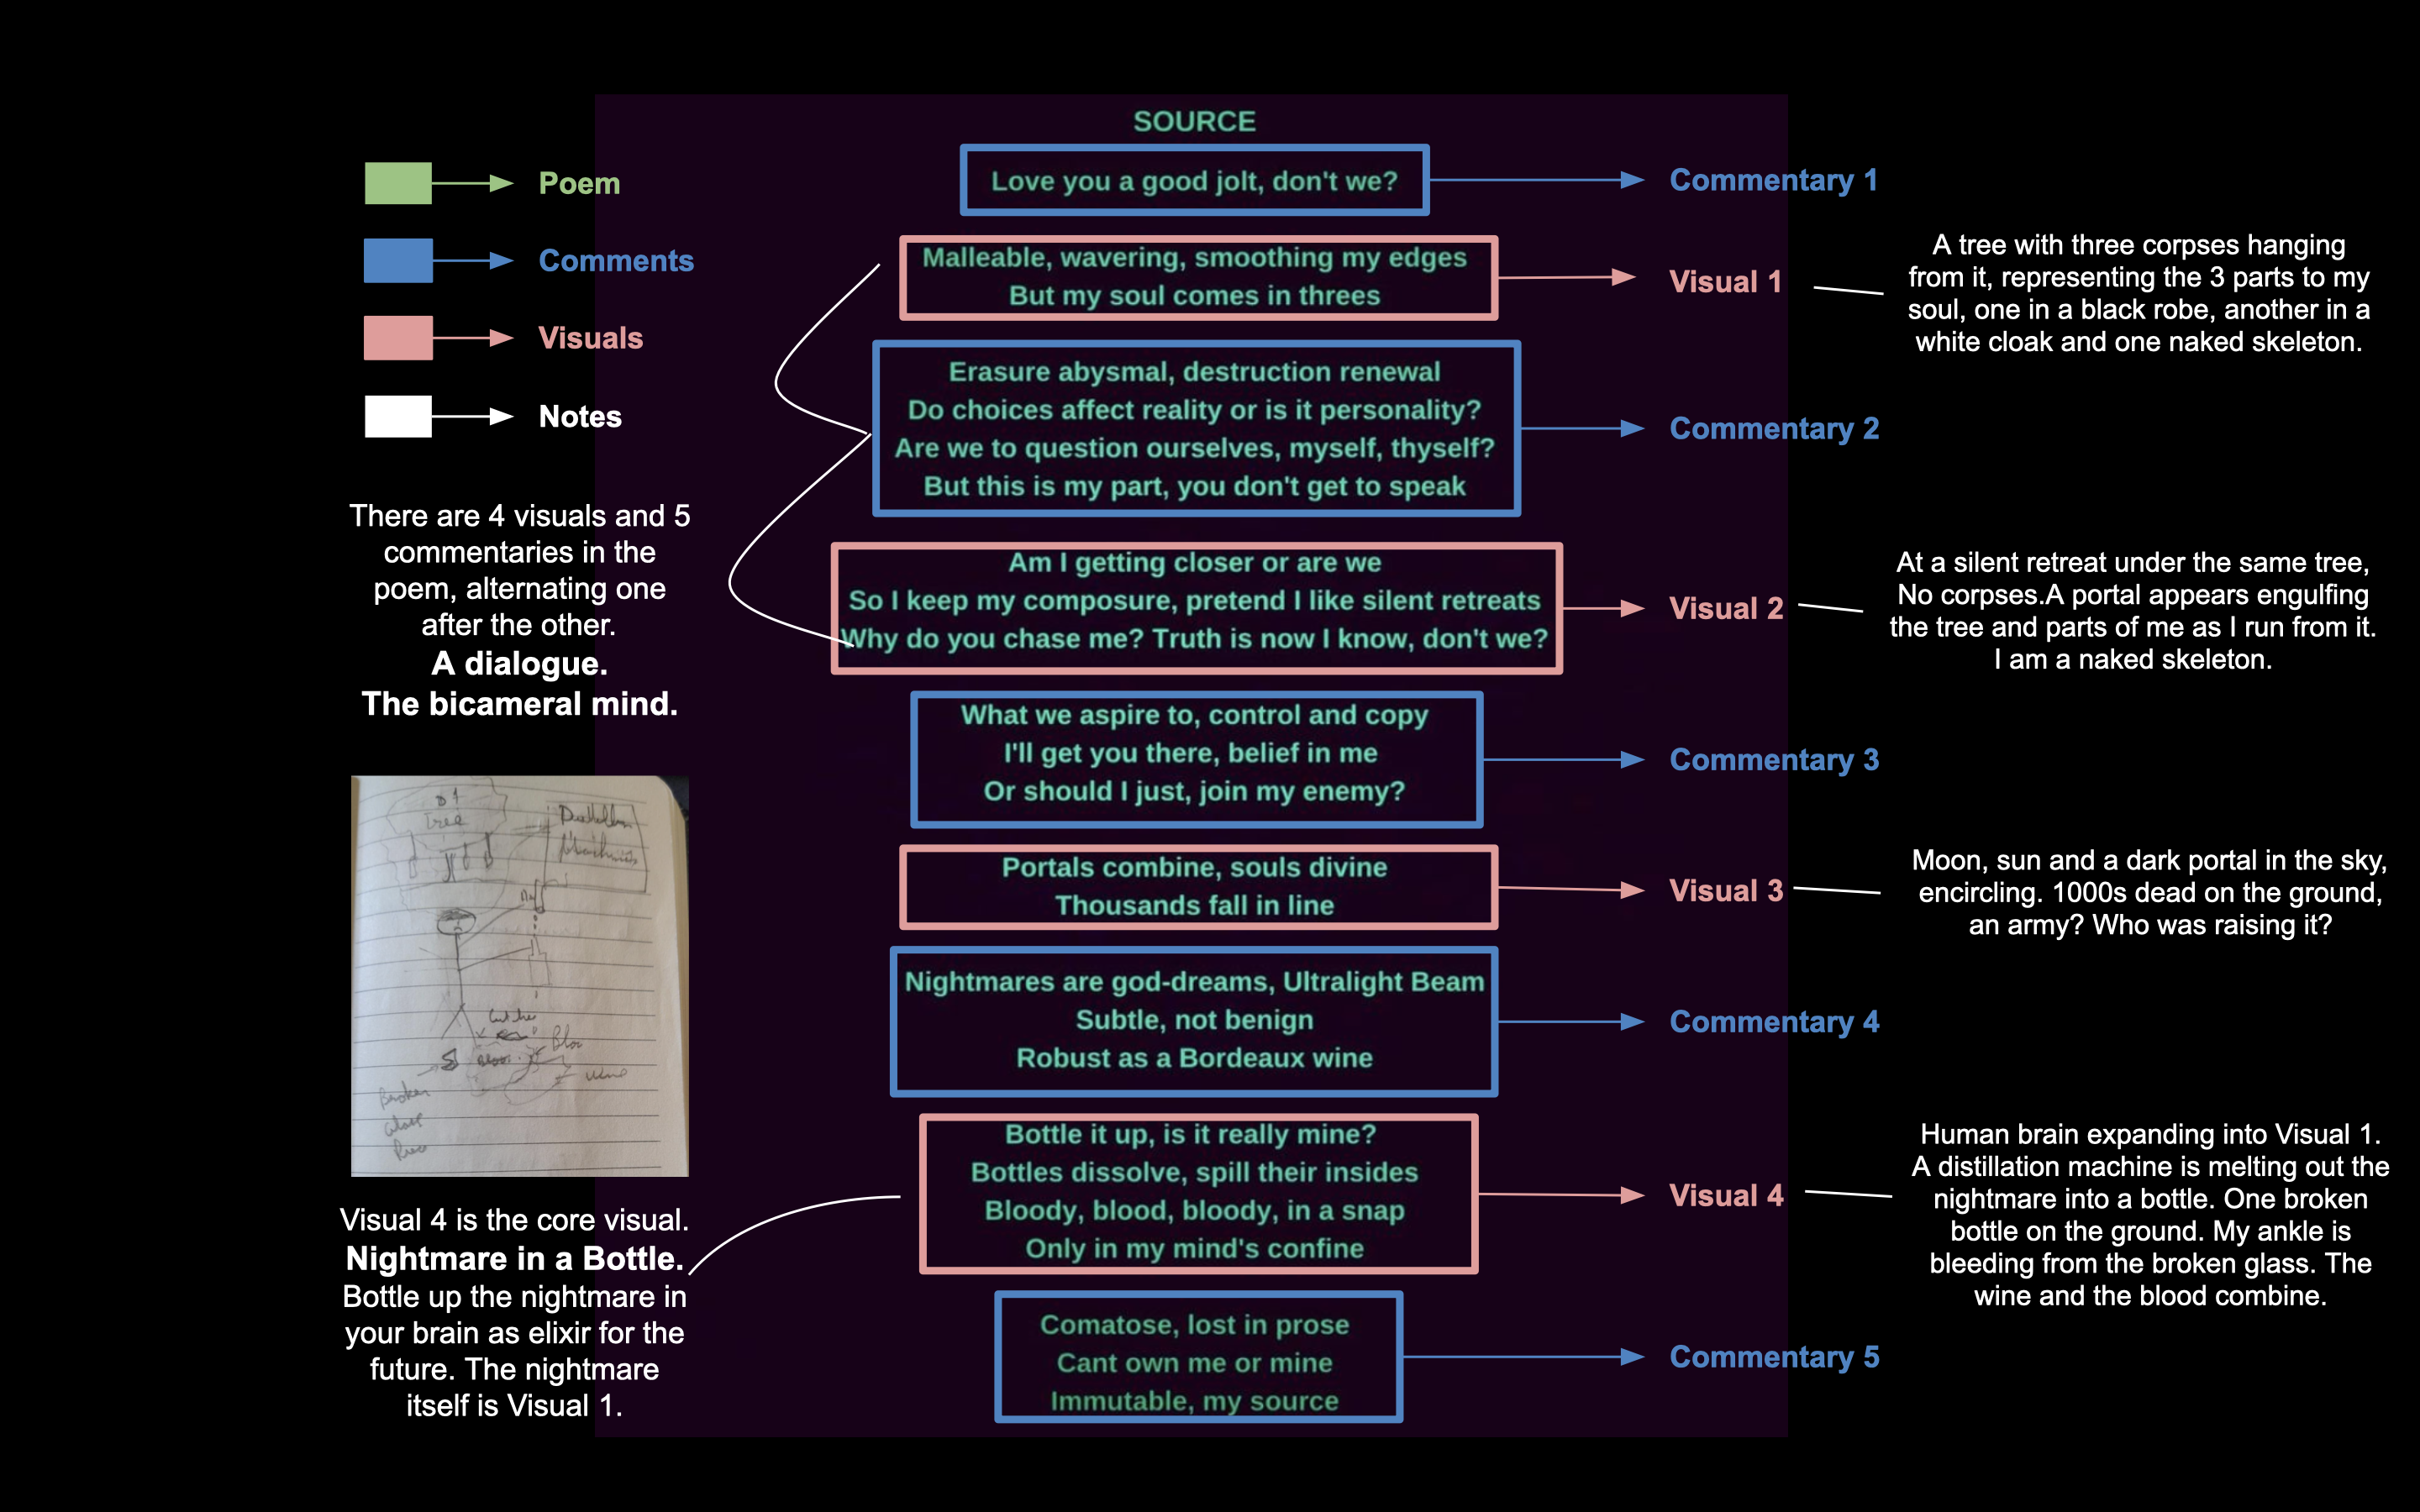 SOURCE
Love you a good jolt, don't we?
Malleable, wavering, smoothing my edges
But my soul comes in threes
Erasure abysmal, destruction renewal
Do choices affect reality or is it personality?
Are we to question ourselves, myself, thyself?
But this is my part, you don't get to speak
Am I getting closer or are we
So I keep my composure, pretend I like silent retreats
Why do you chase me? Truth is now I know, don't we?
What we aspire to, control and copy
I'll get you there, belief in me
Or should I just, join my enemy?
Portals combine, souls divine
Thousands fall in line
Nightmares are god-dreams, Ultralight Beam
Subtle, not benign
Robust as a Bordeaux wine
Bottle it up, is it really mine?
Bottles dissolve, spill their insides
Bloody, blood, bloody, in a snap
Only in my mind's confine
Comatose, lost in prose
Cant own me or mine
Immutable, my source
Poem
Comments
Visuals
Notes
There are 4 visuals and 5
commentaries in the
poem, alternating one
after the other.
A dialogue.
The bicameral mind.
tree
Broken
wine
Visual 4 is the core visual.
Nightmare in a Bottle.
Bottle up the nightmare in
your brain as elixir for the
future. The nightmare
itself is Visual 1.
Commentary 1
Visual 1
Commentary 2
Visual 2
Commentary 3
Visual 3
Commentary 4
Visual 4
Commentary 5
A tree with three corpses hanging
from it, representing the 3 parts to my
soul, one in a black robe, another in a
white cloak and one naked skeleton.
At a silent retreat under the same tree,
No corpses.A portal appears engulfing
the tree and parts of me as I run from it.
I am a naked skeleton.
Moon, sun and a dark portal in the sky,
encircling. 1000s dead on the ground,
an army? Who was raising it?
Human brain expanding into Visual 1.
A distillation machine is melting out the
nightmare into a bottle. One broken
bottle on the ground. My ankle is
bleeding from the broken glass. The
wine and the blood combine.